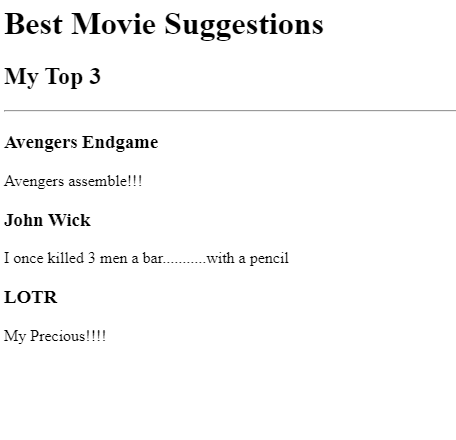 Best Movie Suggestions
My Top 3
Avengers Endgame
Avengers assemble!!!
John Wick
I once killed 3 men a bar...........with a pencil
LOTR
My Precious!!!!